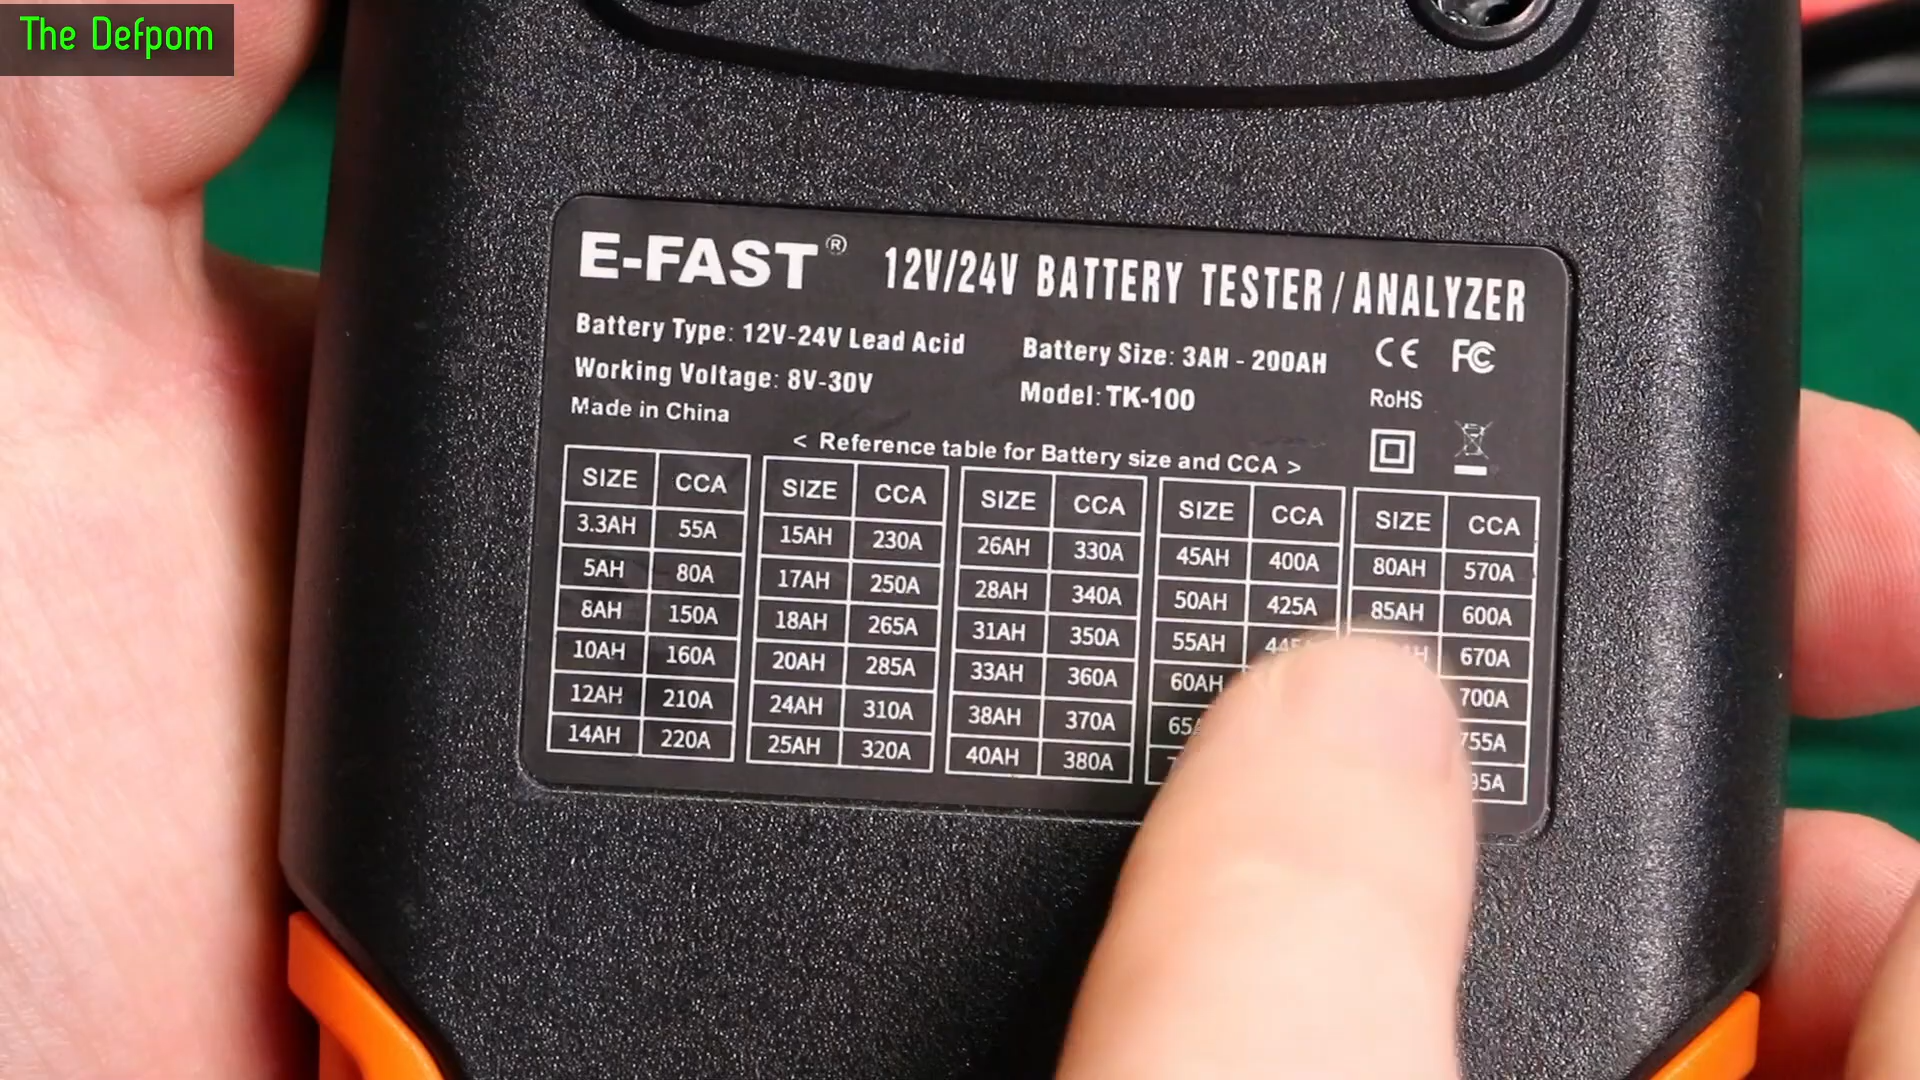 The Defpom
E-FAST® 12V/24V BATTERY TESTER/ANALYZER
Battery Type: 12V-24V Lead Acid
Battery Size: 3AH - 200AH
CE FC
Working Voltage: 8V-30V
Model: TK-100
RoHS
Made in China
< Reference table for Battery size and CCA >
SIZE CCA SIZE CCA SIZE CCA SIZE CCA SIZE CCA
3.3AH 55A 15AH 230A 26AH 330A 45AH 400A 80AH 570A
5AH 80A 17AH 250A 28AH 340A 50AH 425A 85AH 600A
8AH 150A 18AH 265A 31AH 350A 55AH 670A
10AH 160A 20AH 285A 33AH 360A 60AH 700A
12AH 210A 24AH 310A 38AH 370A 755A
14AH 220A 25AH 320A 40AH 380A